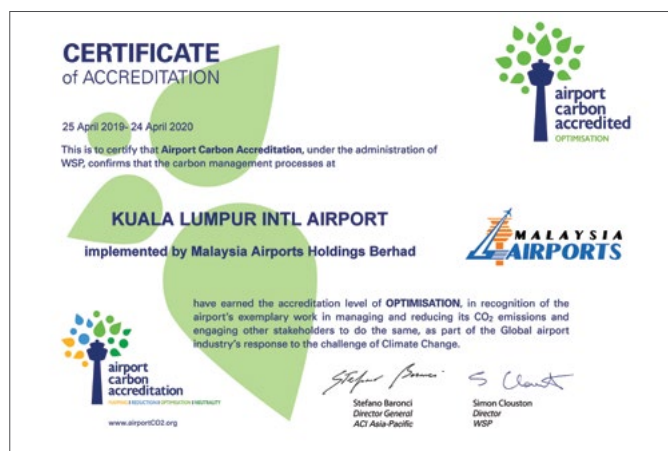 CERTIFICATE
of ACCREDITATION
airport
carbon
accredited
OPTIMISATION
25 April 2019- 24 April 2020
This is to certify that Airport Carbon Accreditation, under the administration of
WSP, confirms that the carbon management processes at
KUALA LUMPUR INTL AIRPORT
implemented by Malaysia Airports Holdings Berhad
MALAYSIA
AIRPORTS
have earned the accreditation level of OPTIMISATION, in recognition of the
airport's exemplary work in managing and reducing its CO₂ emissions and
engaging other stakeholders to do the same, as part of the Global airport
industry's response to the challenge of Climate Change.
airport
carbon
accreditation
MAPPING I REDUCTION I OPTIMISATION I NEUTRALITY
www.airportCO2.org
Stefano Baronci
Director General
ACI Asia-Pacific
Simon Clouston
Director
WSP